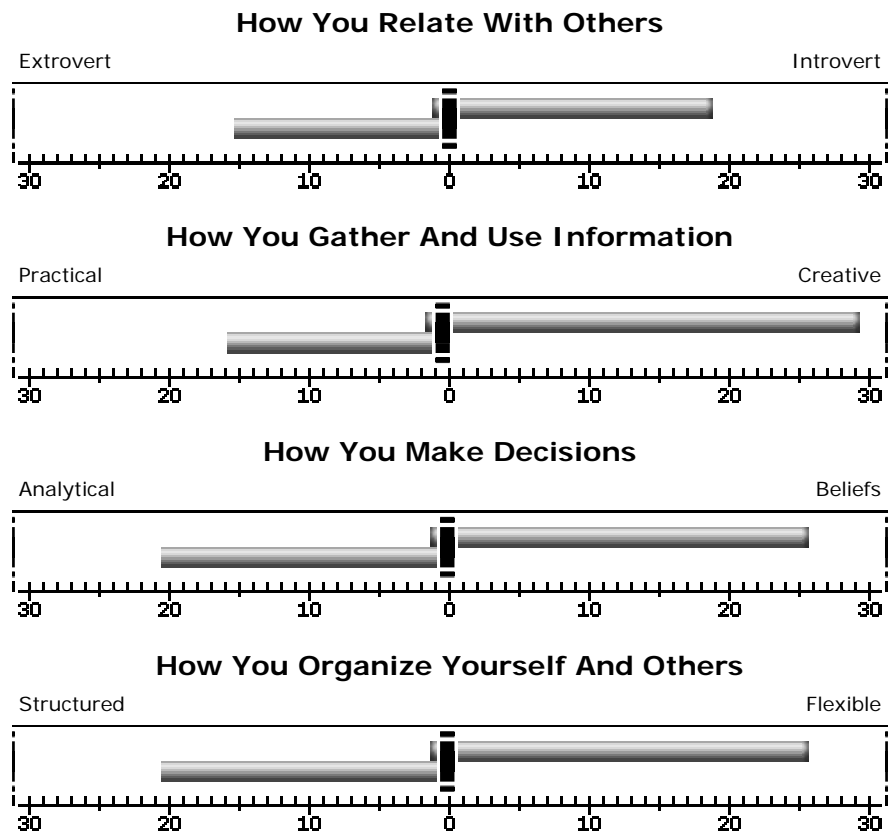 How You Relate With Others
Extrovert Introvert
30 20 10 0 10 20 30
How You Gather And Use Information
Practical Creative
30 20 10 0 10 20 30
How You Make Decisions
Analytical Beliefs
30 20 10 0 10 20 30
How You Organize Yourself And Others
Structured Flexible
30 20 10 0 10 20 30